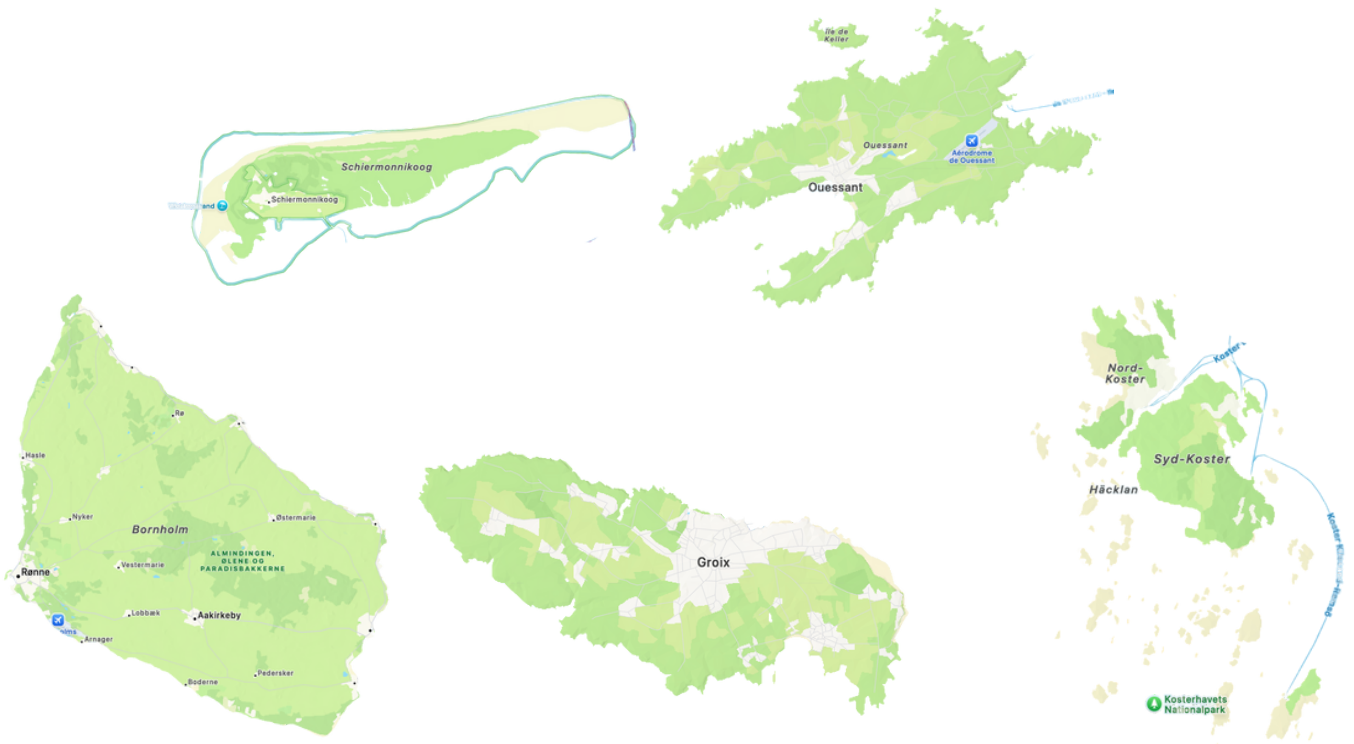 Île de
Keller
Schiermonnikoog
Schiermonnikoog
Ouessant
Aérodrome
de Ouessant
Ouessant
Nord-
Koster
Koster
Syd-Koster
Häcklan
Rø
Hasle
Nyker
Bornholm
Østermarie
ALMINDINGEN,
ØLENE OG
PARADISBAKKERNE
Vestermarie
Rønne
Lobbæk
Aakirkeby
Arnager
Pedersker
Boderne
Groix
Kosterhavets
Nationalpark